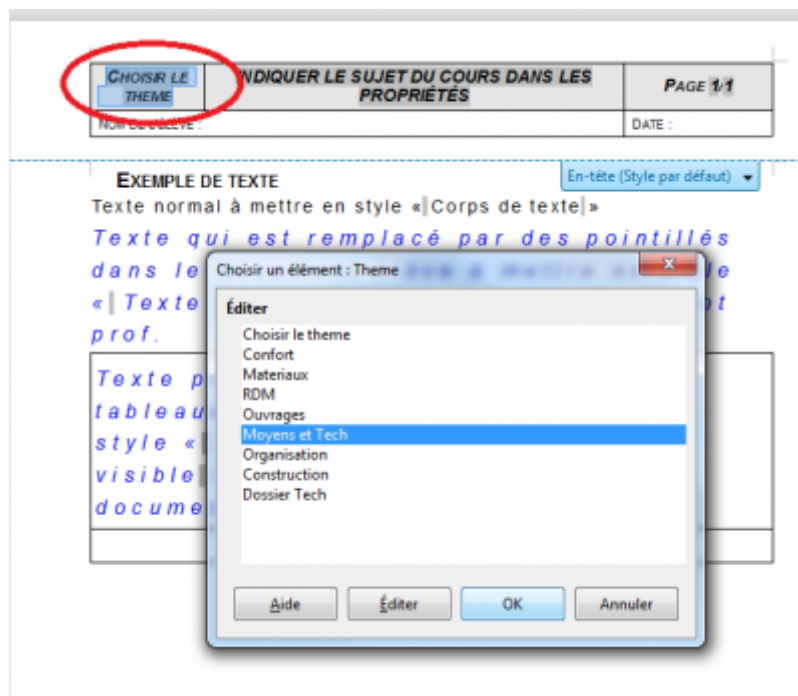 CHOISIR LE
THEME
INDIQUER LE SUJET DU COURS DANS LES
PROPRIÉTÉS
PAGE 1/1
NOM DE L'ÉLÈVE :
DATE :
EXEMPLE DE TEXTE
En-tête (Style par défaut)
Texte normal à mettre en style « Corps de texte »
Texte qui est remplacé par des pointillés
dans le
« Texte
prof.
Texte
tableau
style «
visible
docume
Choisir un élément : Theme
Éditer
Choisir le theme
Confort
Materiaux
RDM
Ouvrages
Moyens et Tech
Organisation
Construction
Dossier Tech
Aide Éditer OK Annuler